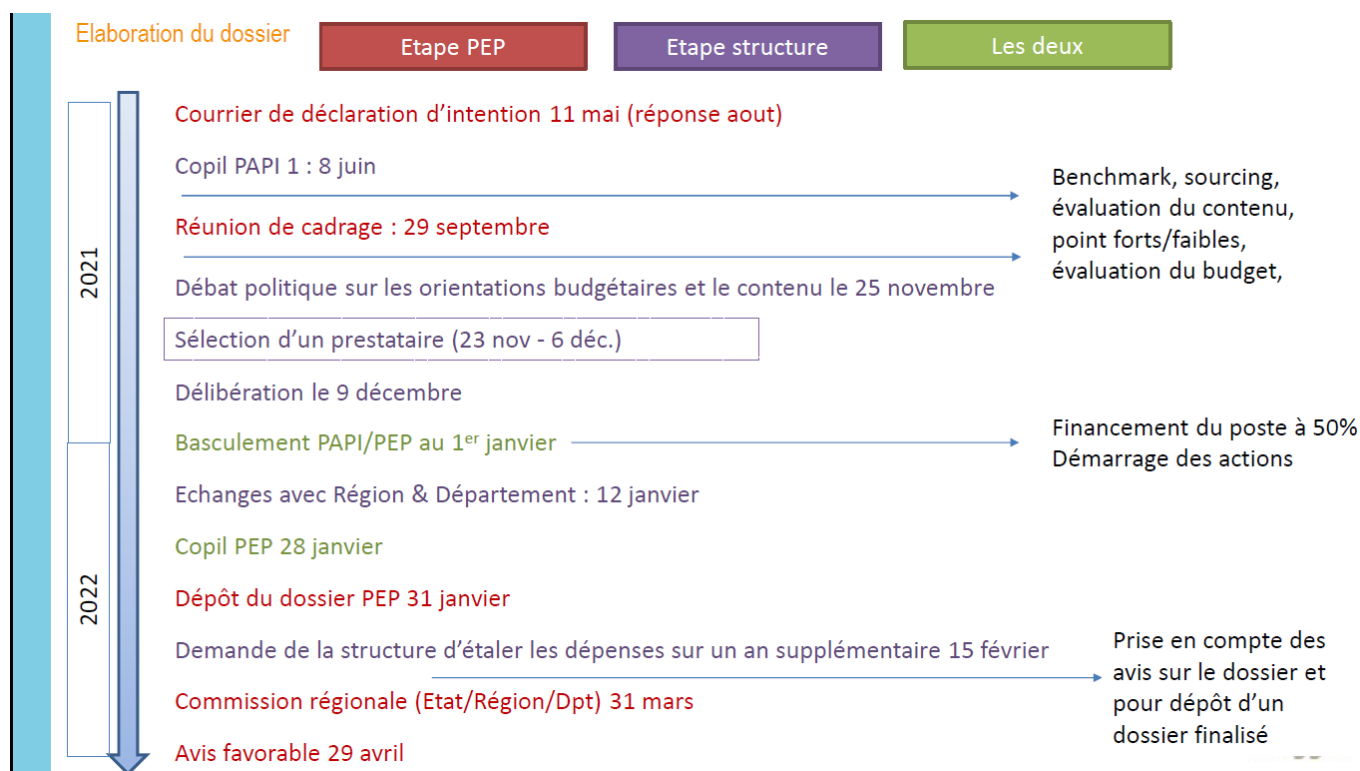 Elaboration du dossier
Etape PEP
Etape structure
Les deux
2021
Courrier de déclaration d’intention 11 mai (réponse aout)
Copil PAPI 1 : 8 juin
Réunion de cadrage : 29 septembre
Benchmark, sourcing,
évaluation du contenu,
point forts/faibles,
évaluation du budget,
Débat politique sur les orientations budgétaires et le contenu le 25 novembre
Sélection d’un prestataire (23 nov - 6 déc.)
Délibération le 9 décembre
2022
Basculement PAPI/PEP au 1er janvier
Financement du poste à 50%
Démarrage des actions
Echanges avec Région & Département : 12 janvier
Copil PEP 28 janvier
Dépôt du dossier PEP 31 janvier
Demande de la structure d’étaler les dépenses sur un an supplémentaire 15 février
Prise en compte des
avis sur le dossier et
pour dépôt d’un
dossier finalisé
Commission régionale (Etat/Région/Dpt) 31 mars
Avis favorable 29 avril